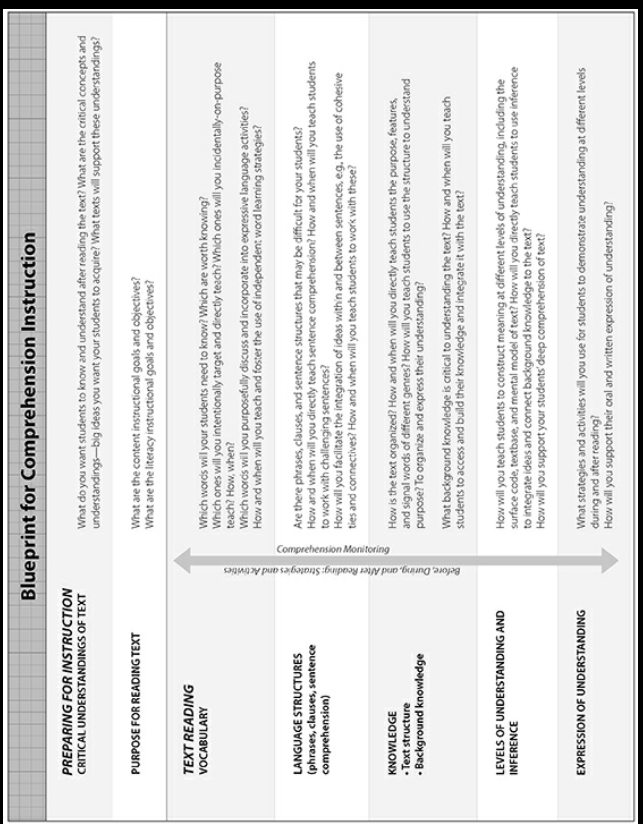 Blueprint for Comprehension Instruction
PREPARING FOR INSTRUCTION
CRITICAL UNDERSTANDINGS OF TEXT
What do you want students to know and understand after reading the text? What are the critical concepts and
understandings—big ideas you want your students to acquire? What texts will support these understandings?
PURPOSE FOR READING TEXT
What are the content instructional goals and objectives?
What are the literacy instructional goals and objectives?
TEXT READING
VOCABULARY
Which words will your students need to know? Which are worth knowing?
Which ones will you intentionally target and directly teach? Which ones will you incidentally-on-purpose
teach? How, when?
Which words will you purposefully discuss and incorporate into expressive language activities?
How and when will you teach and foster the use of independent word learning strategies?
LANGUAGE STRUCTURES
(phrases, clauses, sentence
comprehension)
Are there phrases, clauses, and sentence structures that may be difficult for your students?
How and when will you directly teach sentence comprehension? How and when will you teach students
to work with challenging sentences?
How will you facilitate the integration of ideas within and between sentences, e.g., the use of cohesive
ties and connectives? How and when will you teach students to work with these?
KNOWLEDGE
• Text structure
• Background knowledge
How is the text organized? How and when will you directly teach students the purpose, features,
and signal words of different genres? How will you teach students to use the structure to understand
purpose? To organize and express their understanding?
What background knowledge is critical to understanding the text? How and when will you teach
students to access and build their knowledge and integrate it with the text?
LEVELS OF UNDERSTANDING AND
INFERENCE
How will you teach students to construct meaning at different levels of understanding, including the
surface code, textbase, and mental model of text? How will you directly teach students to use inference
to integrate ideas and connect background knowledge to the text?
How will you support your students' deep comprehension of text?
EXPRESSION OF UNDERSTANDING
What strategies and activities will you use for students to demonstrate understanding at different levels
during and after reading?
How will you support their oral and written expression of understanding?
Comprehension Monitoring
Before, During, and After Reading: Strategies and Activities